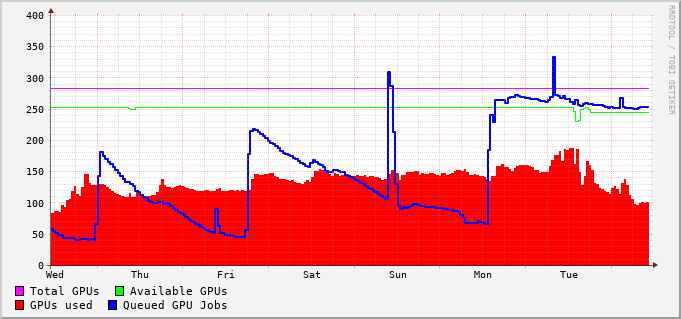 400
350
300
250
200
150
100
50
0
Wed Thu Fri Sat Sun Mon Tue
Total GPUs Available GPUs
GPUs used Queued GPU Jobs
RRDTOOL / TOBI OETIKER